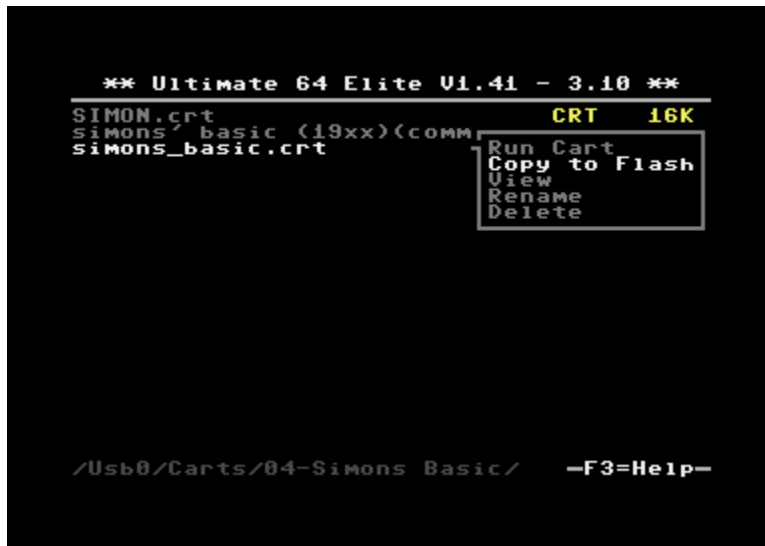 ** Ultimate 64 Elite V1.41 - 3.10 **
SIMON.crt CRT 16K
simons' basic (19xx)(comm
simons_basic.crt
Run Cart
Copy to Flash
View
Rename
Delete
/Usb0/Carts/04-Simons Basic/ -F3=Help-